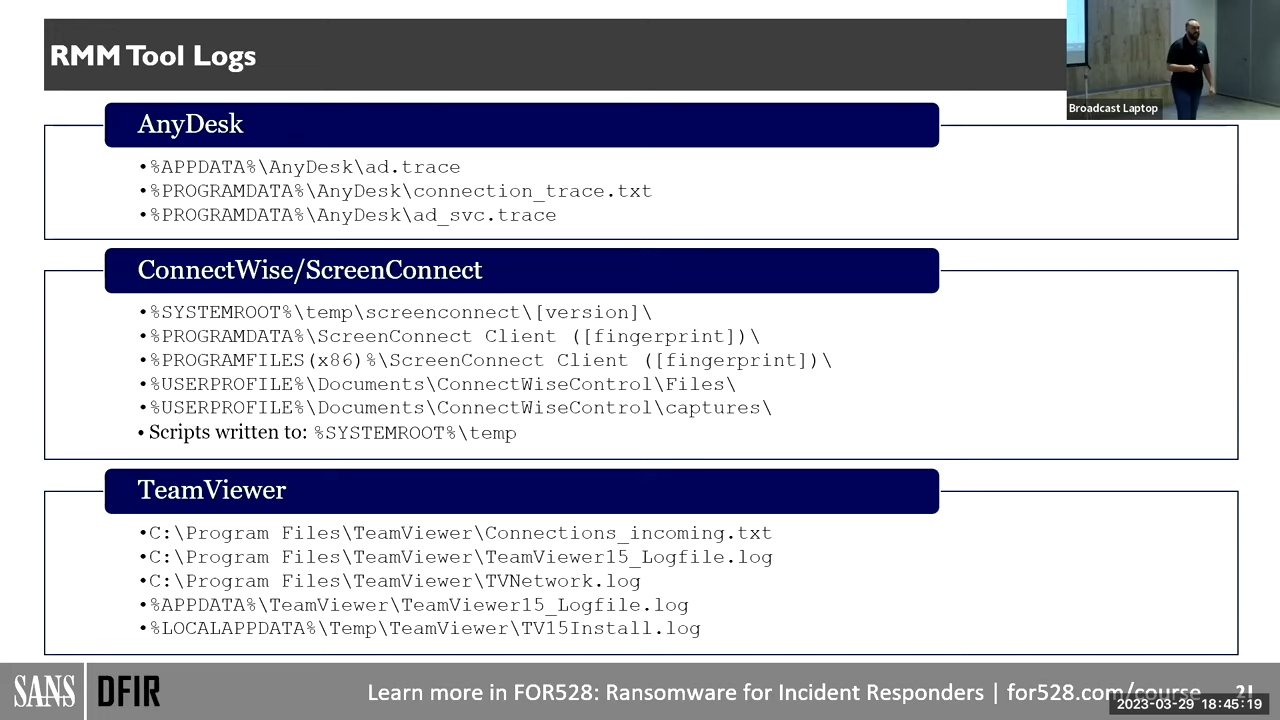 RMM Tool Logs
Broadcast Laptop
AnyDesk
•%APPDATA%\AnyDesk\ad.trace
•%PROGRAMDATA%\AnyDesk\connection_trace.txt
•%PROGRAMDATA%\AnyDesk\ad_svc.trace
ConnectWise/ScreenConnect
•%SYSTEMROOT%\temp\screenconnect\[version]\
•%PROGRAMDATA%\ScreenConnect Client ([fingerprint])\
•%PROGRAMFILES(x86)%\ScreenConnect Client ([fingerprint])\
•%USERPROFILE%\Documents\ConnectWiseControl\Files\
•%USERPROFILE%\Documents\ConnectWiseControl\captures\
• Scripts written to: %SYSTEMROOT%\temp
TeamViewer
•C:\Program Files\TeamViewer\Connections_incoming.txt
•C:\Program Files\TeamViewer\TeamViewer15_Logfile.log
•C:\Program Files\TeamViewer\TVNetwork.log
•%APPDATA%\TeamViewer\TeamViewer15_Logfile.log
•%LOCALAPPDATA%\Temp\TeamViewer\TV15Install.log
SANS DFIR
Learn more in FOR528: Ransomware for Incident Responders | for528.com/course 21
2023-03-29 18:45:19